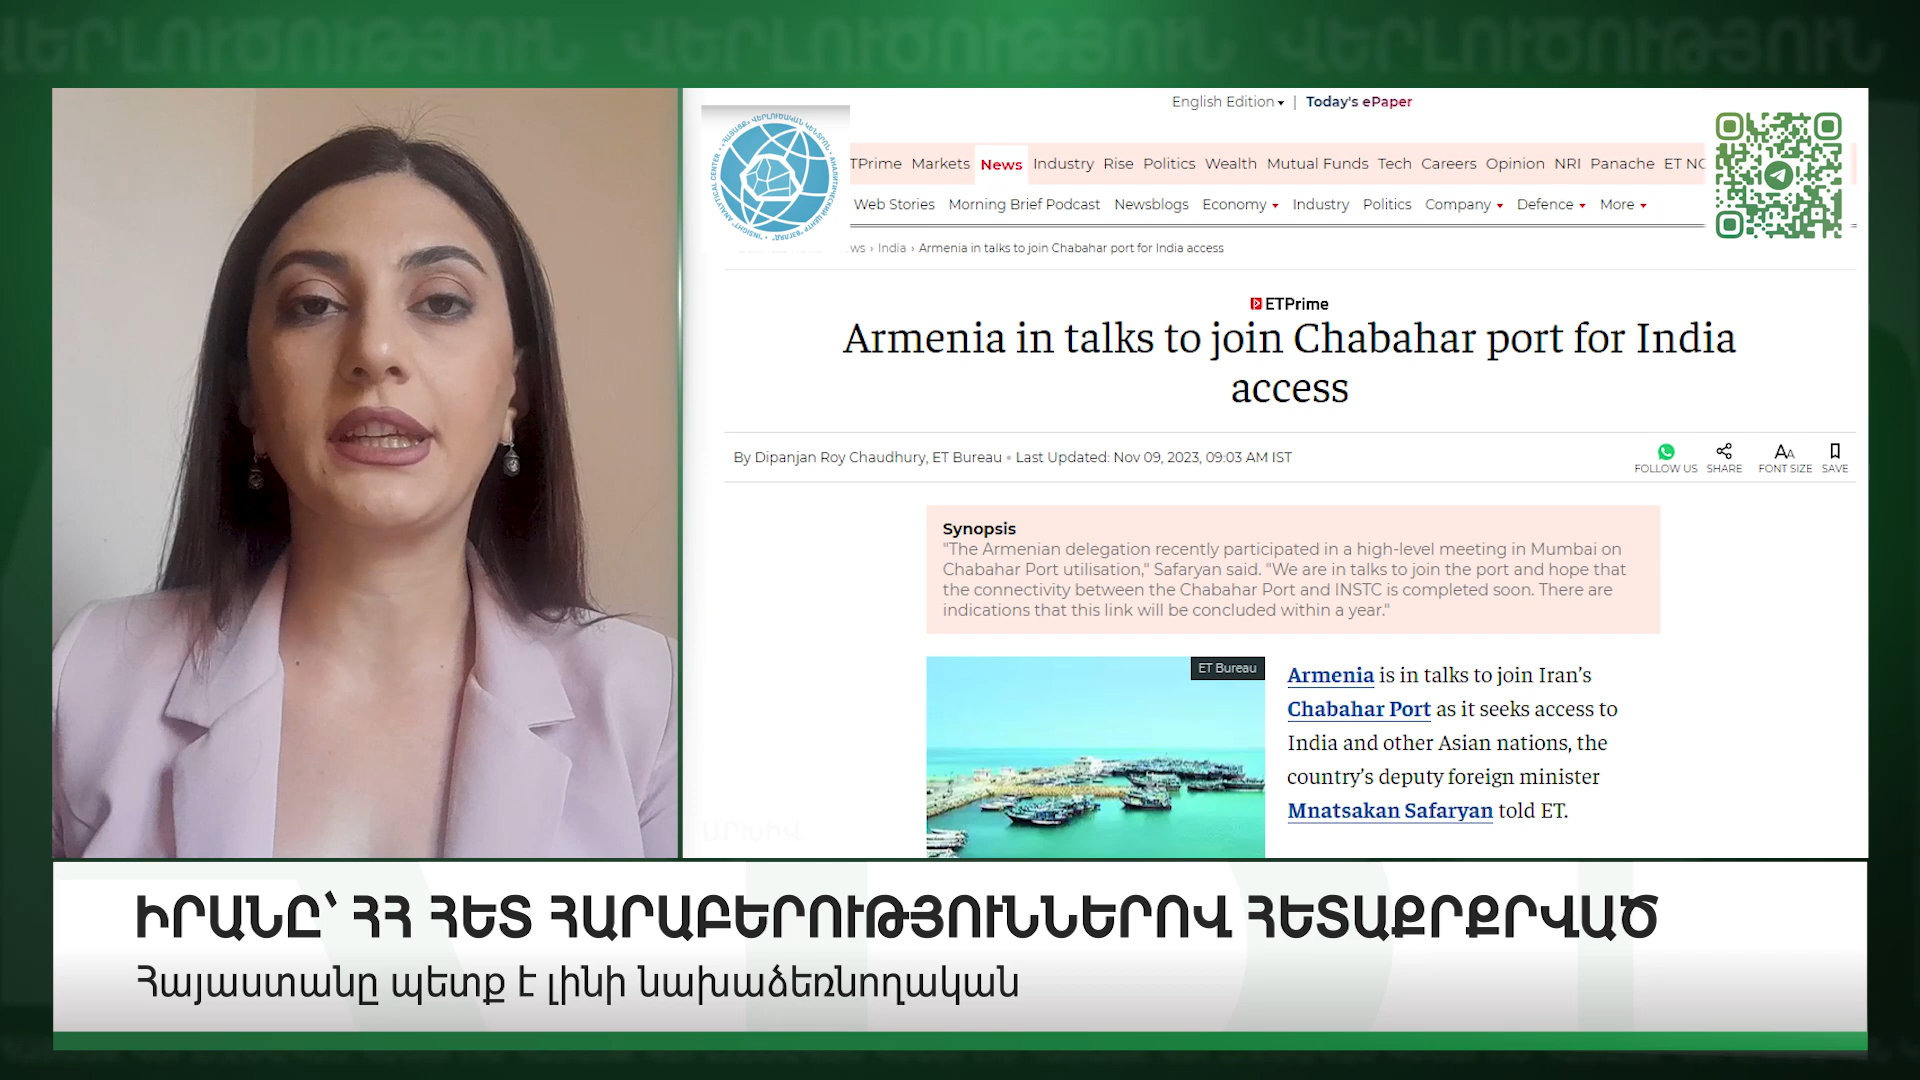 ՎԵՐԼՈՒԾՈՒԹՅՈՒՆ ՎԵՐԼՈՒԾՈՒԹՅՈՒՆ ՎԵՐԼՈՒԾՈՒԹՅՈՒՆ
English Edition | Today's ePaper
TPrime Markets News Industry Rise Politics Wealth Mutual Funds Tech Careers Opinion NRI Panache ET NO
Web Stories Morning Brief Podcast Newsblogs Economy Industry Politics Company Defence More
ws › India › Armenia in talks to join Chabahar port for India access
ETPrime
Armenia in talks to join Chabahar port for India
access
By Dipanjan Roy Chaudhury, ET Bureau • Last Updated: Nov 09, 2023, 09:03 AM IST
FOLLOW US SHARE FONT SIZE SAVE
Synopsis
"The Armenian delegation recently participated in a high-level meeting in Mumbai on
Chabahar Port utilisation," Safaryan said. "We are in talks to join the port and hope that
the connectivity between the Chabahar Port and INSTC is completed soon. There are
indications that this link will be concluded within a year."
ET Bureau
Armenia is in talks to join Iran’s
Chabahar Port as it seeks access to
India and other Asian nations, the
country’s deputy foreign minister
Mnatsakan Safaryan told ET.
ԱՐԽԻՎ
ԻՐԱՆԸ՝ ՀՀ ՀԵՏ ՀԱՐԱԲԵՐՈՒԹՅՈՒՆՆԵՐՈՎ ՀԵՏԱՔՐՔՐՎԱԾ
Հայաստանը պետք է լինի նախաձեռնողական